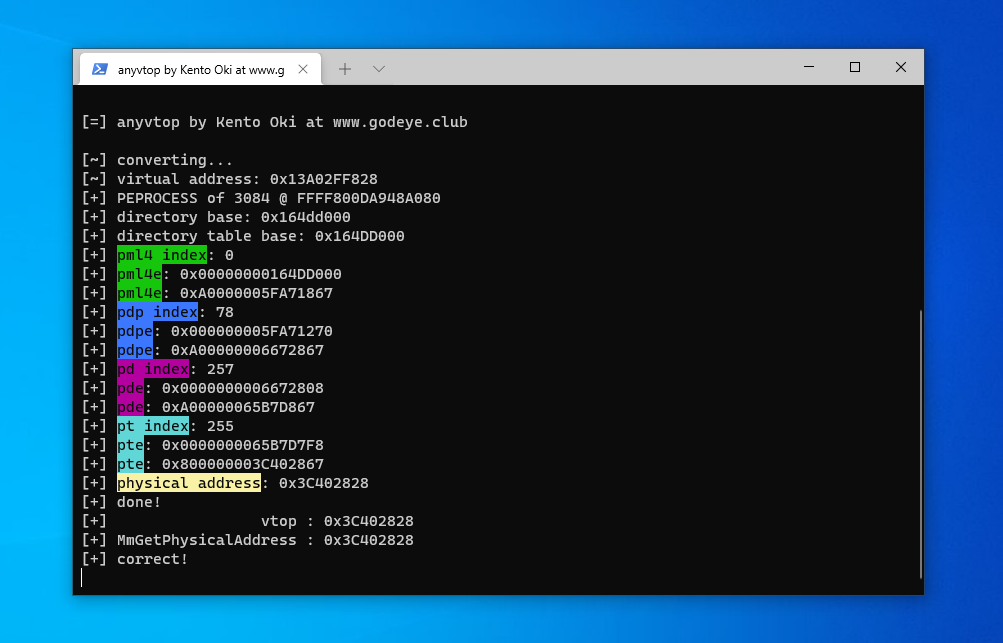 anyvtop by Kento Oki at www.g
[=] anyvtop by Kento Oki at www.godeye.club
[~] converting...
[~] virtual address: 0x13A02FF828
[+] PEPROCESS of 3084 @ FFFF800DA948A080
[+] directory base: 0x164dd000
[+] directory table base: 0x164DD000
[+] pml4 index: 0
[+] pml4e: 0x00000000164DD000
[+] pml4e: 0xA0000005FA71867
[+] pdp index: 78
[+] pdpe: 0x000000005FA71270
[+] pdpe: 0xA00000006672867
[+] pd index: 257
[+] pde: 0x0000000006672808
[+] pde: 0xA00000065B7D867
[+] pt index: 255
[+] pte: 0x0000000065B7D7F8
[+] pte: 0x800000003C402867
[+] physical address: 0x3C402828
[+] done!
[+]                 vtop : 0x3C402828
[+] MmGetPhysicalAddress : 0x3C402828
[+] correct!